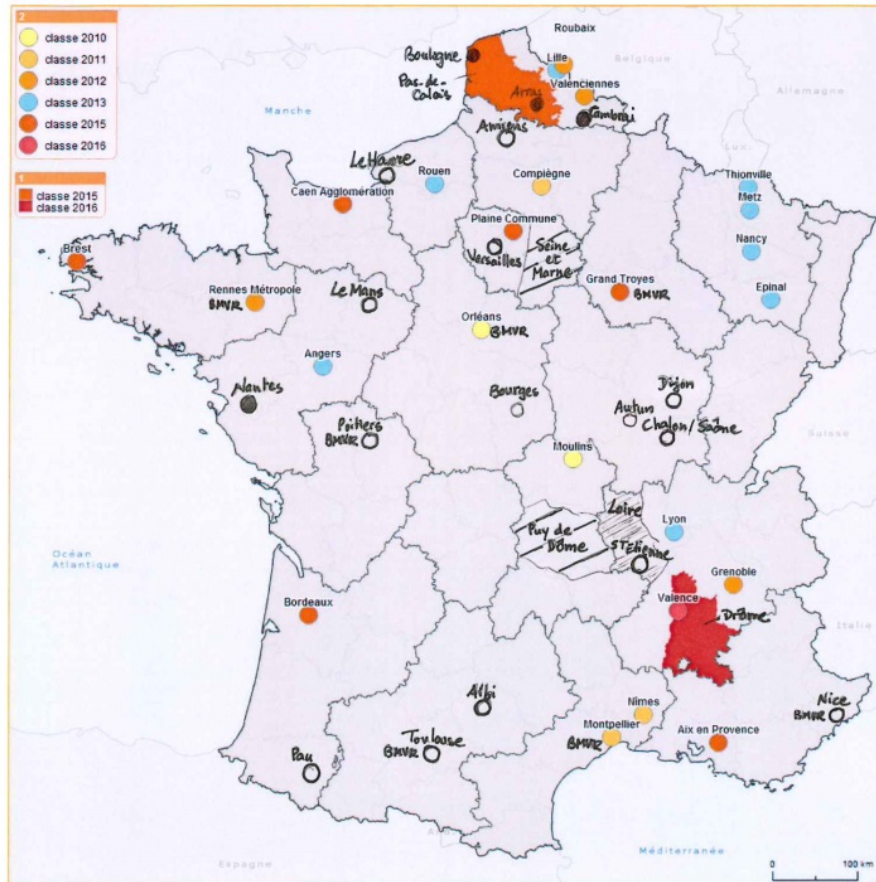 2
classe 2010
classe 2011
classe 2012
classe 2013
classe 2015
classe 2016
1
classe 2015
classe 2016
Manche
Belgique
Allemagne
Lux.
Roubaix
Boulogne
Lille
Pas-de-
Calais
Valenciennes
Arras
Cambrai
Amiens
Le Havre
Rouen
Compiègne
Thionville
Metz
Caen Agglomération
Plaine Commune
Versailles
Seine
et
Marne
Nancy
Brest
Rennes Métropole
BMVR
Le Mans
Grand Troyes
BMVR
Epinal
Orléans
BMVR
Angers
Nantes
Bourges
Dijon
Autun
Chalon/Saône
Poitiers
BMVR
Moulins
Suisse
Océan
Atlantique
Puy de
Dôme
Loire
St Etienne
Lyon
Grenoble
Valence
Drôme
Italia
Bordeaux
Albi
Nîmes
Montpellier
BMVR
Nice
BMVR
Toulouse
BMVR
Aix en Provence
Pau
Espagne
Méditerranée
0 100 km